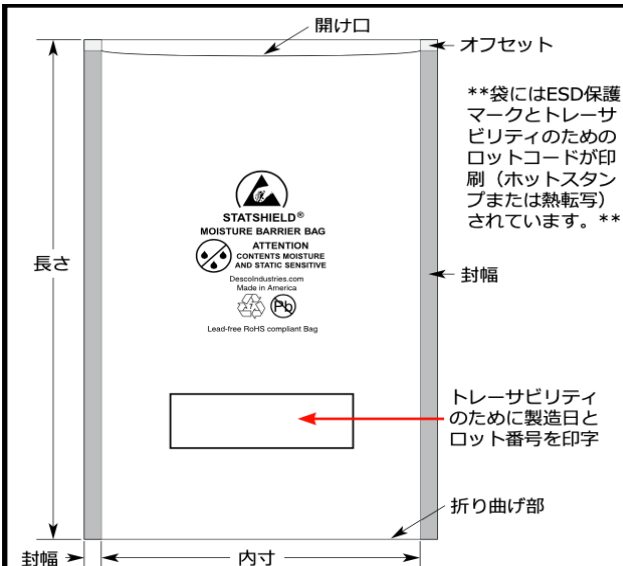 開け口
オフセット
**袋にはESD保護
マークとトレーサ
ビリティのための
ロットコードが印
刷（ホットスタン
プまたは熱転写）
されています。**
STATSHIELD®
MOISTURE BARRIER BAG
ATTENTION
CONTENTS MOISTURE
AND STATIC SENSITIVE
DescoIndustries.com
Made in America
Pb
Lead-free RoHS compliant Bag
長さ
封幅
トレーサビリティ
のために製造日と
ロット番号を印字
折り曲げ部
封幅
内寸